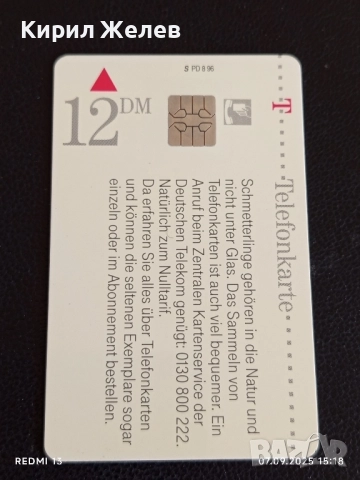 Кирил Желев
S PD 8 96
12 DM
T Telefonkarte
Schmetterlinge gehören in die Natur und
nicht unter Glas. Das Sammeln von
Telefonkarten ist auch viel bequemer. Ein
Anruf beim Zentralen Kartenservice der
Deutschen Telekom genügt: 0130 800 222.
Natürlich zum Nulltarif.
Da erfahren Sie alles über Telefonkarten
und können die seltenen Exemplare sogar
einzeln oder im Abonnement bestellen.
REDMI 13
07.09.2025 15:18
bazar